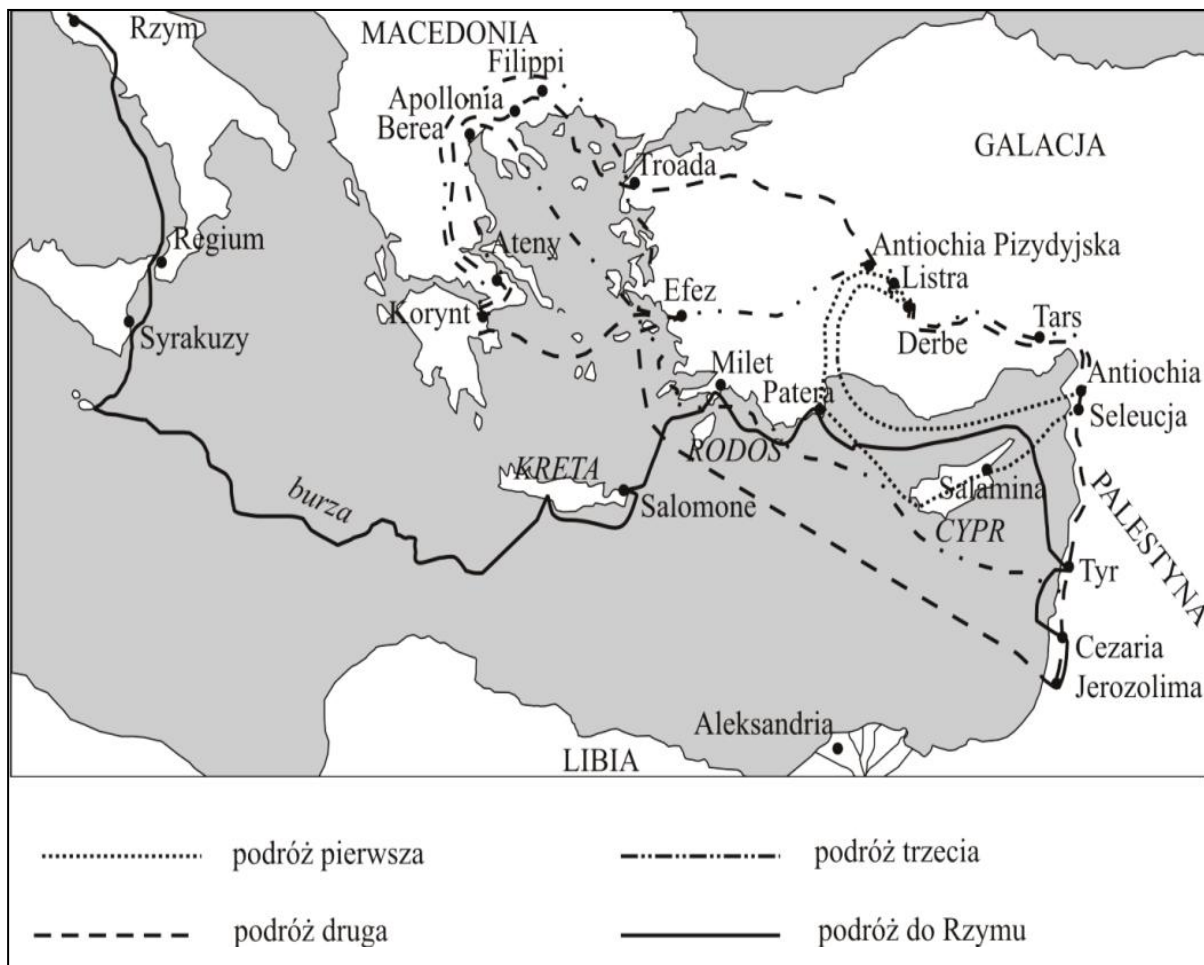 Rzym
MACEDONIA
Filippi
Apollonia
Berea
Troada
GALACJA
Regium
Ateny
Antiochia Pizydyjska
Listra
Efez
Korynt
Syrakuzy
Derbe
Tars
Milet
Patera
Antiochia
Seleucja
RODOS
KRETA
burza
Salomone
Salamina
CYPR
PALESTYNA
Tyr
Cezaria
Jerozolima
Aleksandria
LIBIA
podróż pierwsza
podróż trzecia
podróż druga
podróż do Rzymu